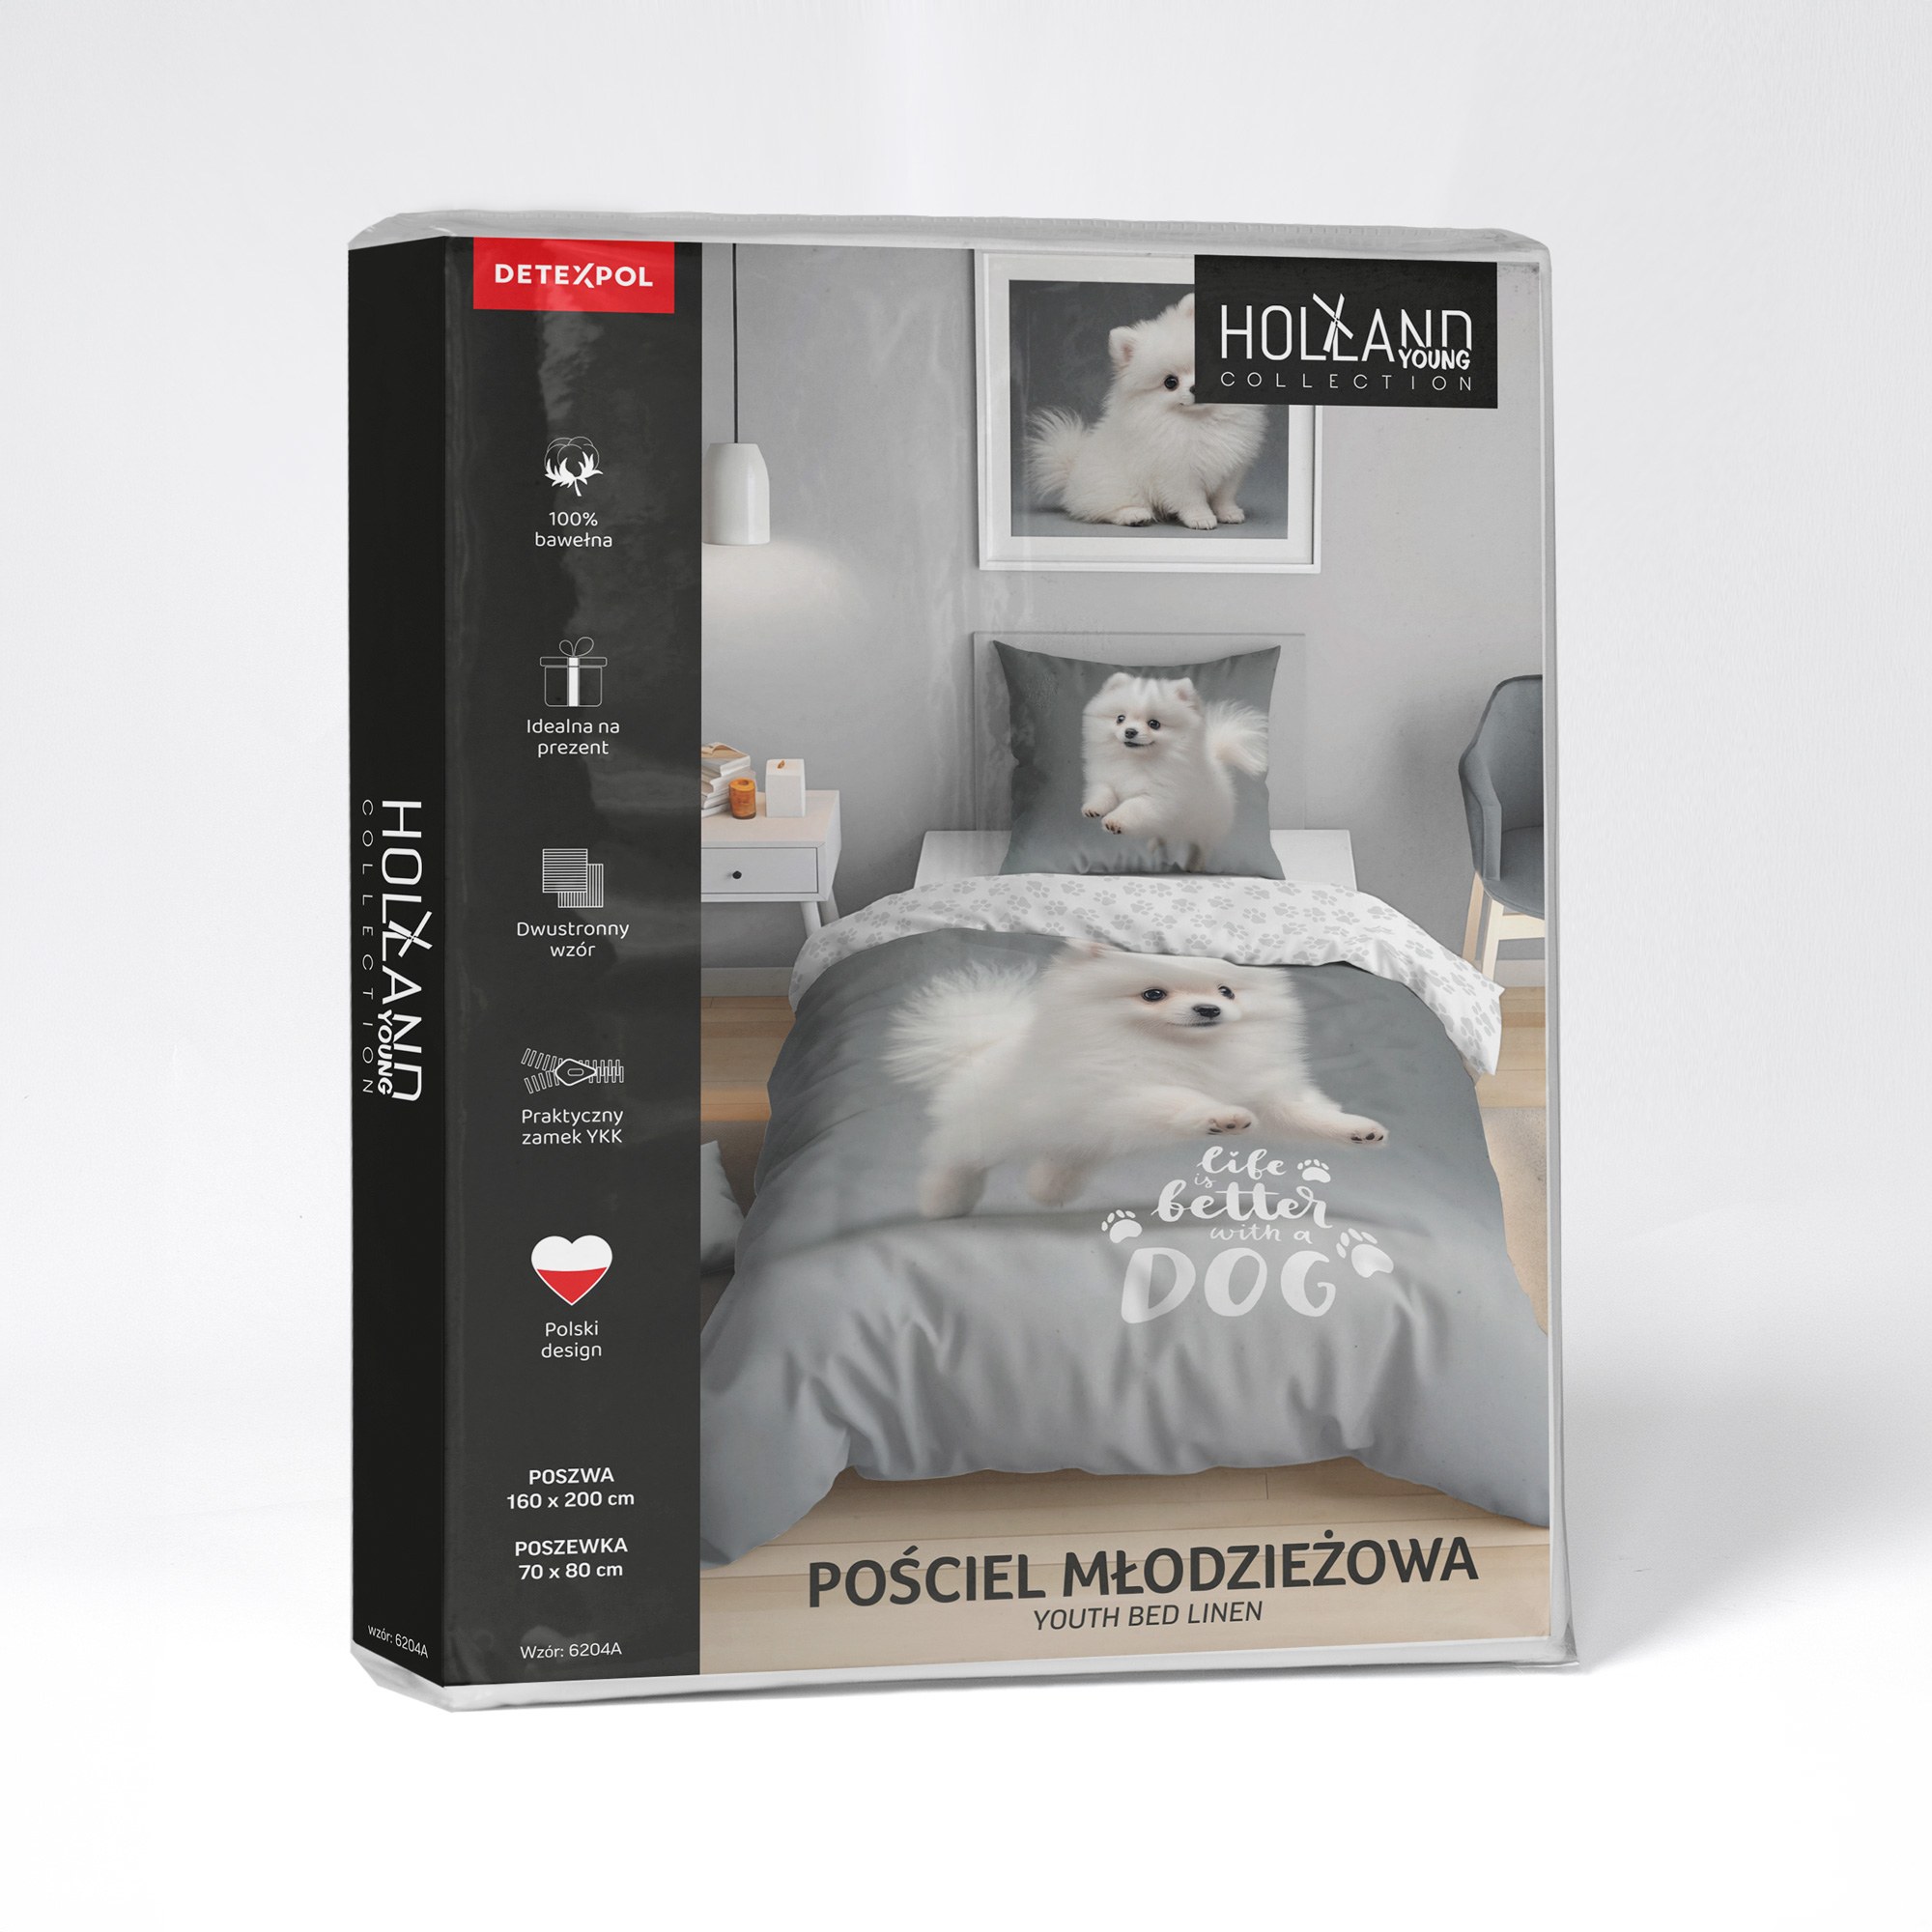 DETEXPOL
HOLLAND
YOUNG
COLLECTION
100%
bawełna
Idealna na
prezent
Dwustronny
wzór
Praktyczny
zamek YKK
Polski
design
POSZWA
160 x 200 cm
POSZEWKA
70 x 80 cm
Wzór: 6204A
life
is
better
with a
DOG
POŚCIEL MŁODZIEŻOWA
YOUTH BED LINEN
HOLLAND
YOUNG
COLLECTION
wzór: 6204A